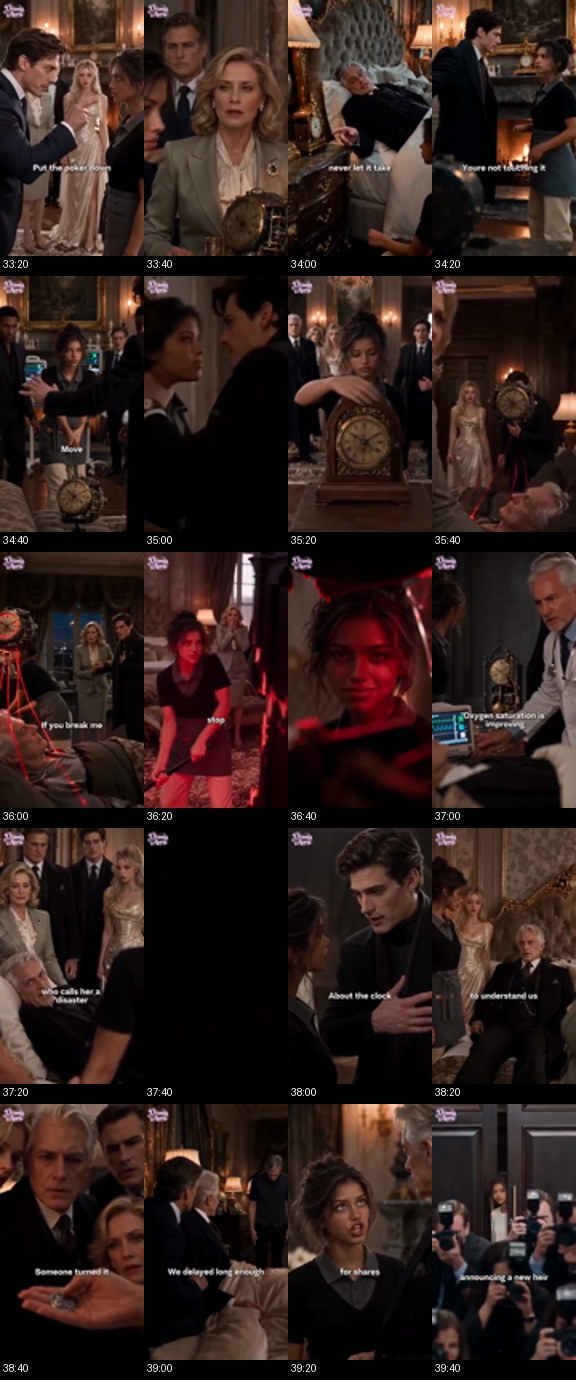 Put the poker down
33:20
33:40
never let it take
34:00
Youre not touching it
34:20
Move
34:40
35:00
35:20
35:40
If you break me
36:00
stop
36:20
36:40
Oxygen saturation is
improving
37:00
who calls her a
disaster
37:20
37:40
About the clock
38:00
to understand us
38:20
Someone turned it
38:40
We delayed long enough
39:00
for shares
39:20
announcing a new heir
39:40